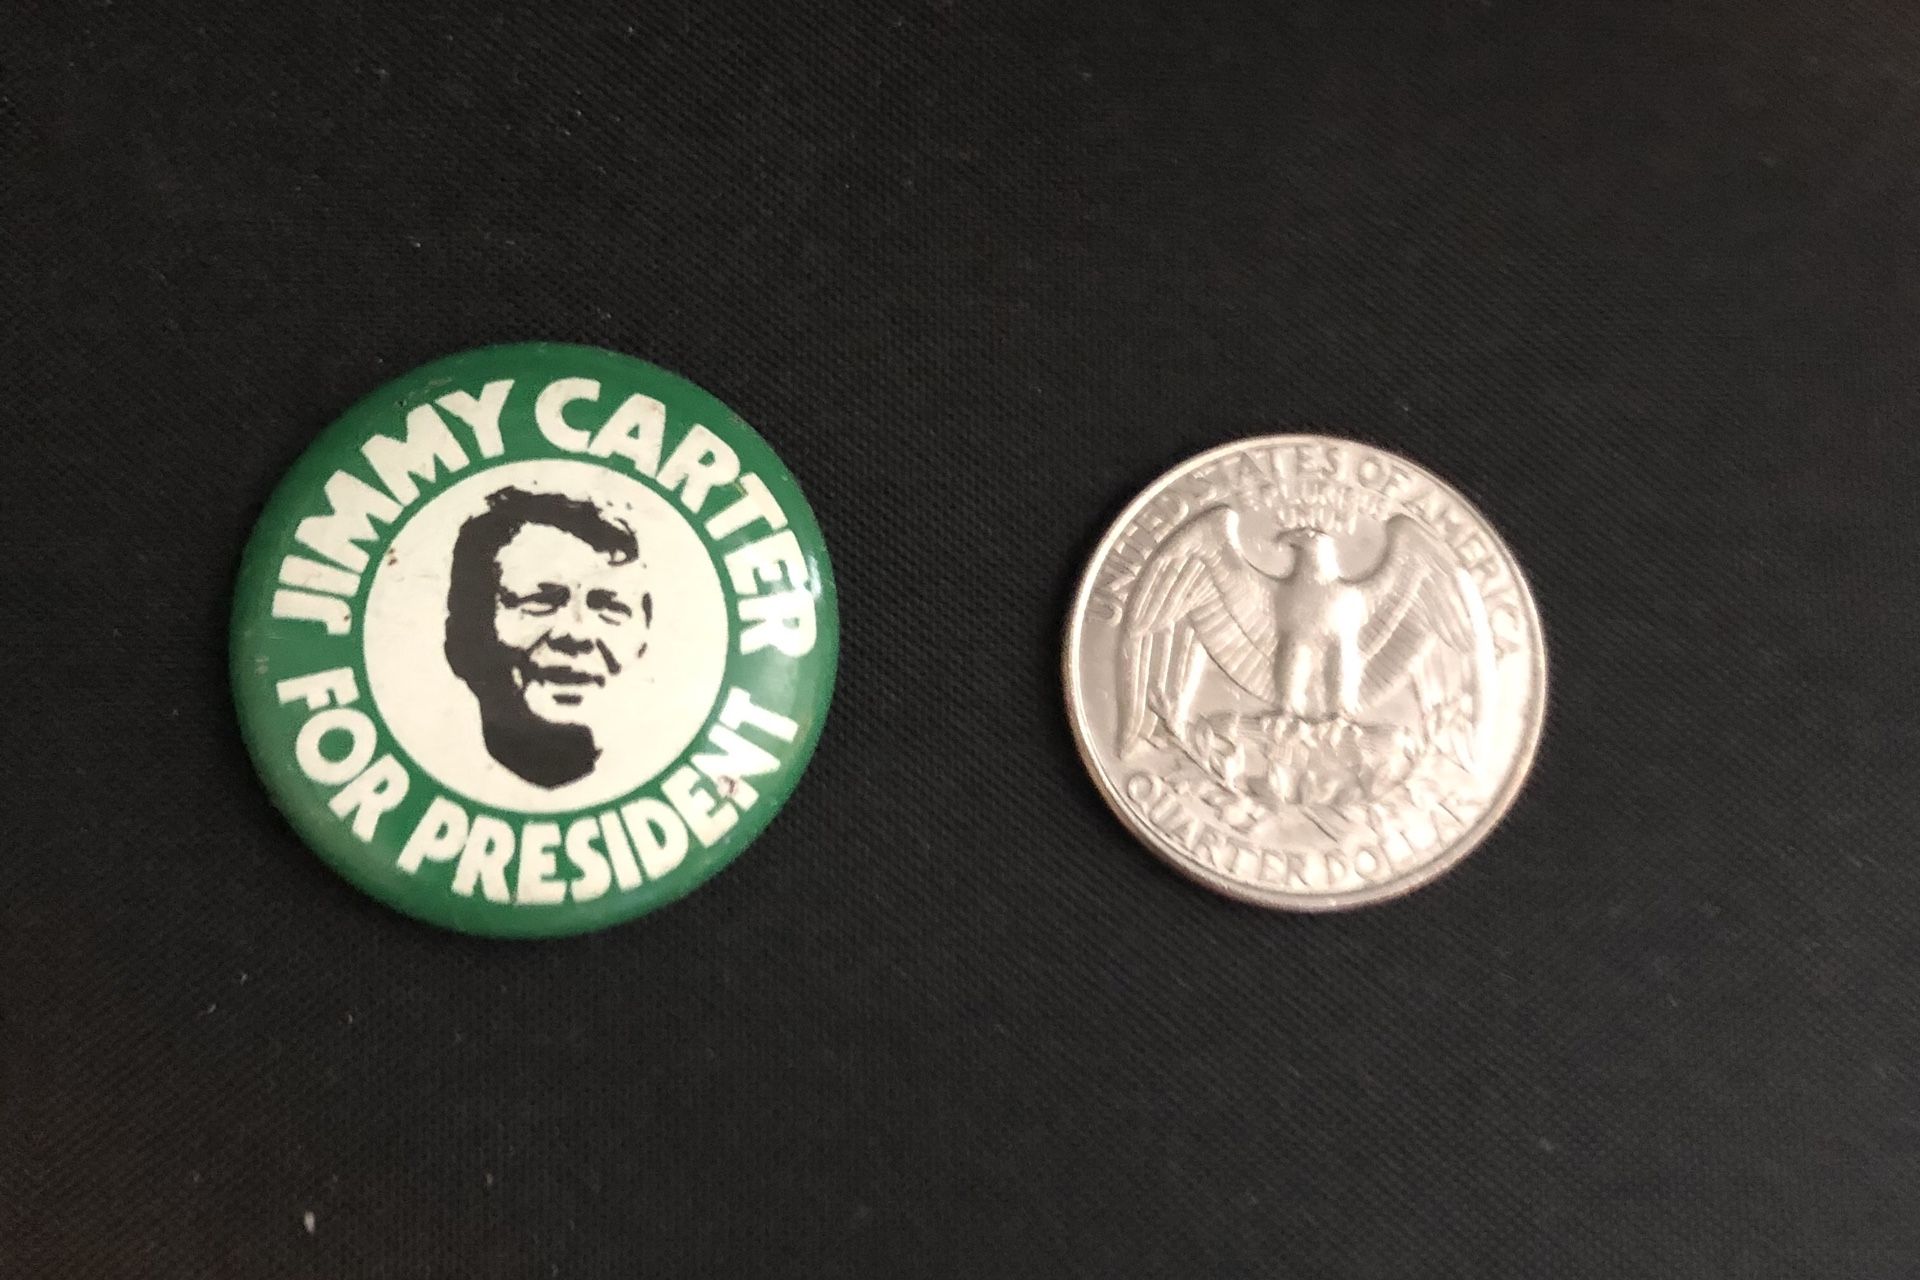 JIMMY CARTER
FOR PRESIDENT
UNITED STATES OF AMERICA
E PLURIBUS
UNUM
QUARTER DOLLAR